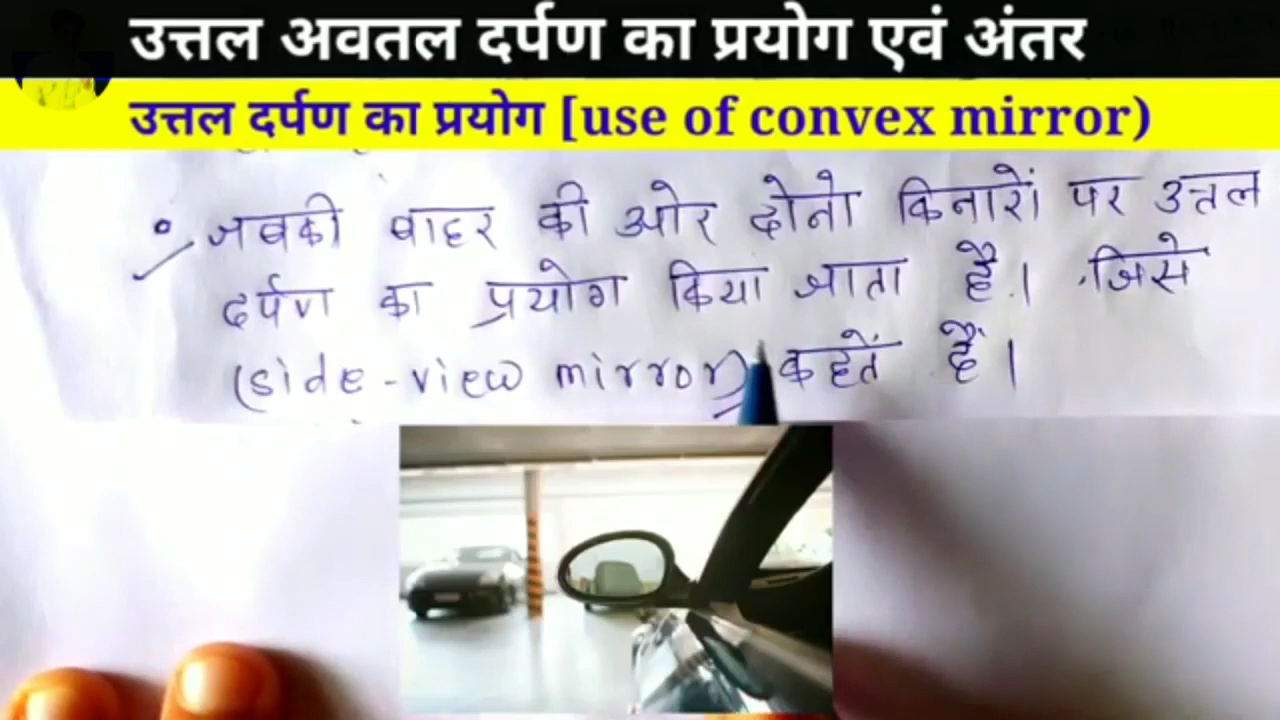 उत्तल अवतल दर्पण का प्रयोग एवं अंतर
उत्तल दर्पण का प्रयोग [use of convex mirror)
जबकी बाहर की ओर दोनो किनारों पर उत्तल
दर्पण का प्रयोग किया जाता है। जिसे
(side-view mirror) कहतें हैं।